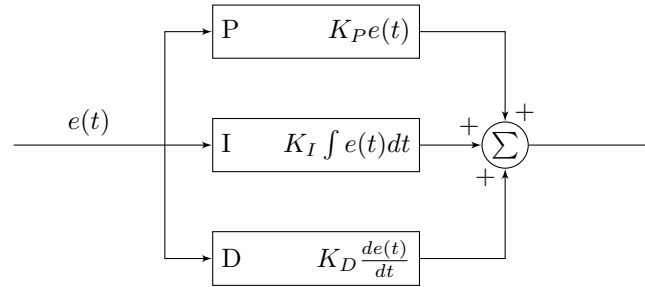 P K_P e(t)
e(t)
+
I K_I ∫ e(t)dt + ∑
+
D K_D de(t)/dt